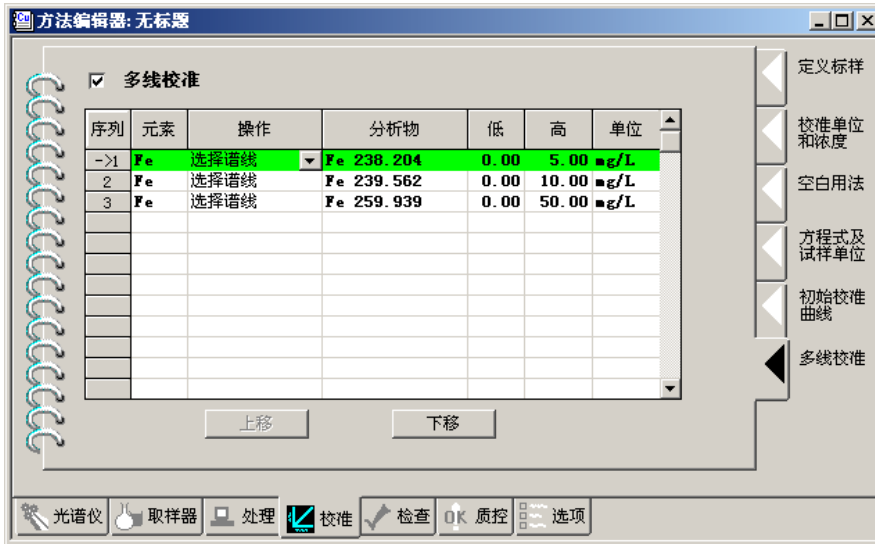 方法编辑器: 无标题
多线校准
序列 元素 操作 分析物 低 高 单位
->1 Fe 选择谱线 Fe 238.204 0.00 5.00 mg/L
2 Fe 选择谱线 Fe 239.562 0.00 10.00 mg/L
3 Fe 选择谱线 Fe 259.939 0.00 50.00 mg/L
上移 下移
定义标样
校准单位
和浓度
空白用法
方程式及
试样单位
初始校准
曲线
多线校准
光谱仪 取样器 处理 校准 检查 OK 质控 选项